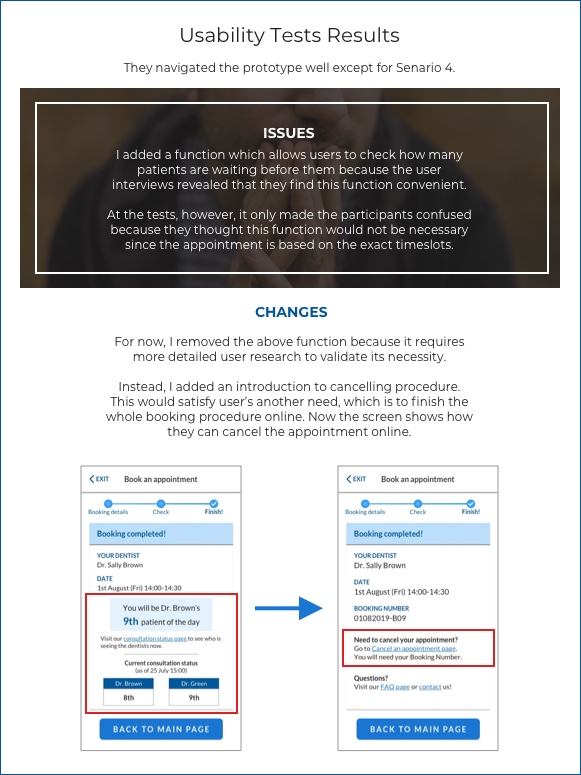 Usability Tests Results
They navigated the prototype well except for Senario 4.
ISSUES
I added a function which allows users to check how many
patients are waiting before them because the user
interviews revealed that they find this function convenient.
At the tests, however, it only made the participants confused
because they thought this function would not be necessary
since the appointment is based on the exact timeslots.
CHANGES
For now, I removed the above function because it requires
more detailed user research to validate its necessity.
Instead, I added an introduction to cancelling procedure.
This would satisfy user's another need, which is to finish the
whole booking procedure online. Now the screen shows how
they can cancel the appointment online.
EXIT Book an appointment
Booking details Check Finish!
Booking completed!
YOUR DENTIST
Dr. Sally Brown
DATE
1st August (Fri) 14:00-14:30
You will be Dr. Brown's
9th patient of the day
Visit our consultation status page to see who is
seeing the dentists now.
Current consultation status
(as of 25 July 15:00)
Dr. Brown Dr. Green
8th 9th
BACK TO MAIN PAGE
EXIT Book an appointment
Booking details Check Finish!
Booking completed!
YOUR DENTIST
Dr. Sally Brown
DATE
1st August (Fri) 14:00-14:30
BOOKING NUMBER
01082019-B09
Need to cancel your appointment?
Go to Cancel an appointment page.
You will need your Booking Number.
Questions?
Visit our FAQ page or contact us!
BACK TO MAIN PAGE